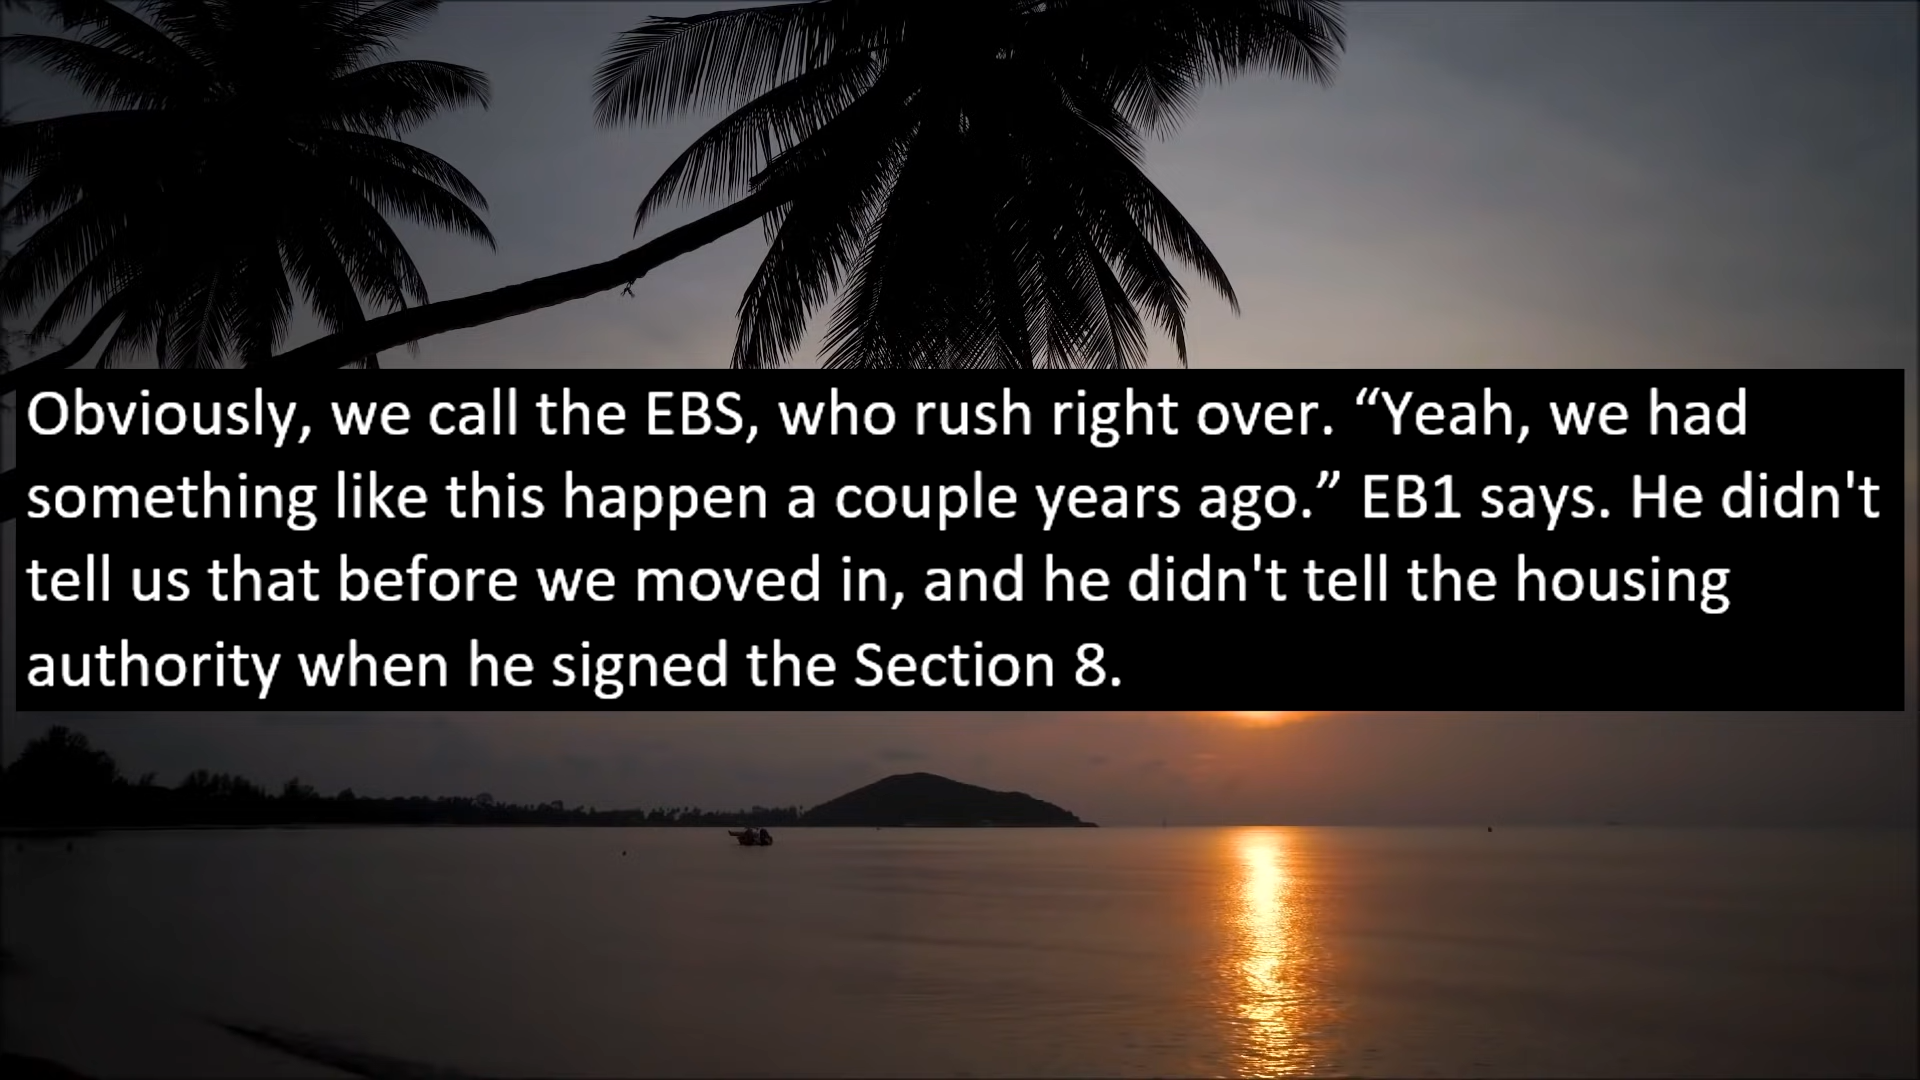 Obviously, we call the EBS, who rush right over. “Yeah, we had
something like this happen a couple years ago.” EB1 says. He didn't
tell us that before we moved in, and he didn't tell the housing
authority when he signed the Section 8.